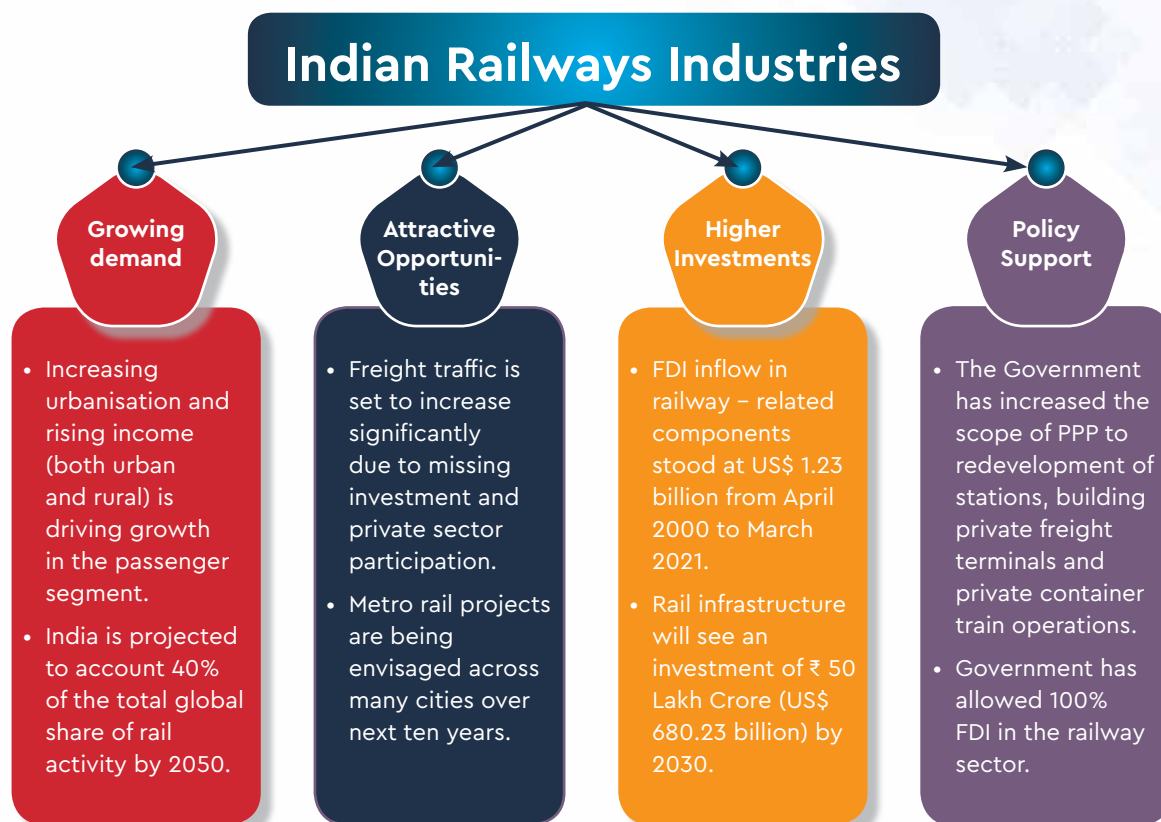 Indian Railways Industries
Growing
demand
• Increasing
urbanisation and
rising income
(both urban
and rural) is
driving growth
in the passenger
segment.
• India is projected
to account 40%
of the total global
share of rail
activity by 2050.
Attractive
Opportuni-
ties
• Freight traffic is
set to increase
significantly
due to missing
investment and
private sector
participation.
• Metro rail projects
are being
envisaged across
many cities over
next ten years.
Higher
Investments
• FDI inflow in
railway – related
components
stood at US$ 1.23
billion from April
2000 to March
2021.
• Rail infrastructure
will see an
investment of ₹ 50
Lakh Crore (US$
680.23 billion) by
2030.
Policy
Support
• The Government
has increased the
scope of PPP to
redevelopment of
stations, building
private freight
terminals and
private container
train operations.
• Government has
allowed 100%
FDI in the railway
sector.